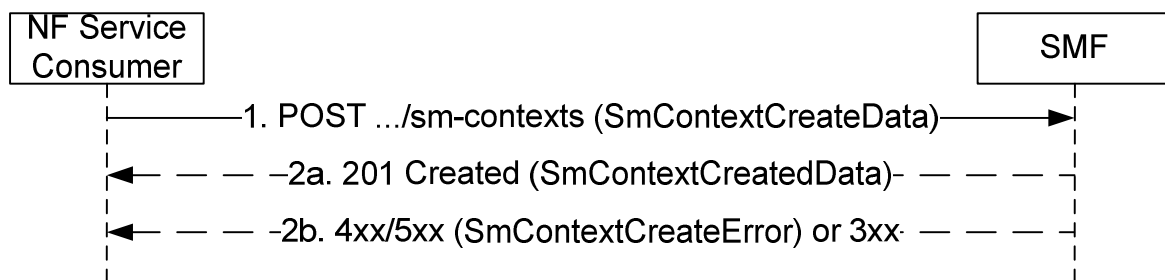 NF Service
Consumer
SMF
1. POST .../sm-contexts (SmContextCreateData)
2a. 201 Created (SmContextCreatedData)
2b. 4xx/5xx (SmContextCreateError) or 3xx